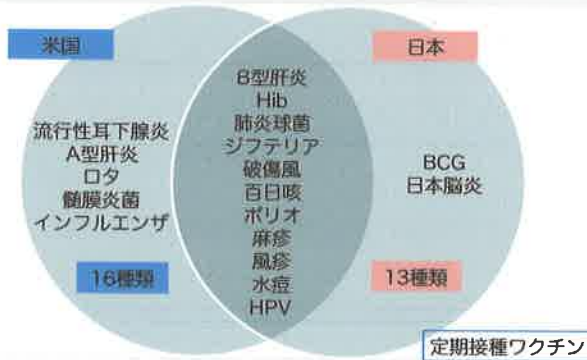 米国
日本
流行性耳下腺炎
A型肝炎
ロタ
髄膜炎菌
インフルエンザ
16種類
B型肝炎
Hib
肺炎球菌
ジフテリア
破傷風
百日咳
ポリオ
麻疹
風疹
水痘
HPV
BCG
日本脳炎
13種類
定期接種ワクチン